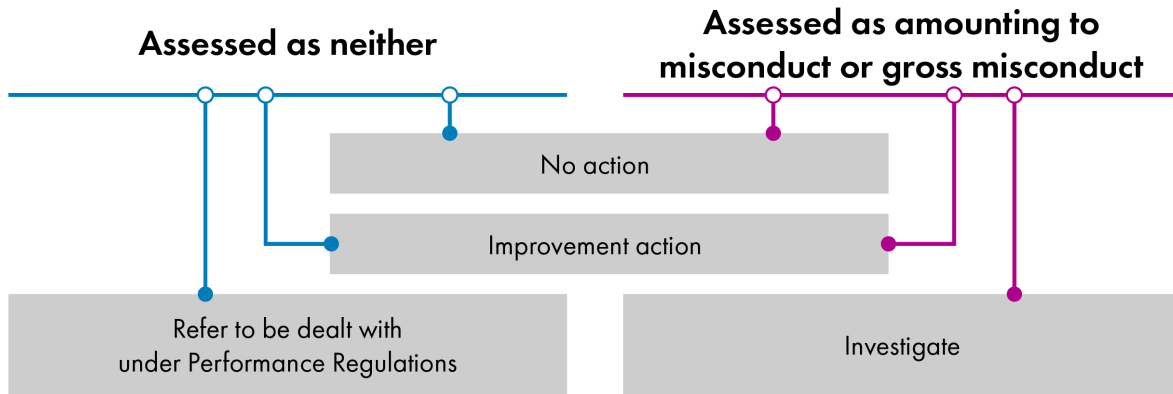 Assessed as neither
Assessed as amounting to
misconduct or gross misconduct
No action
Improvement action
Refer to be dealt with
under Performance Regulations
Investigate